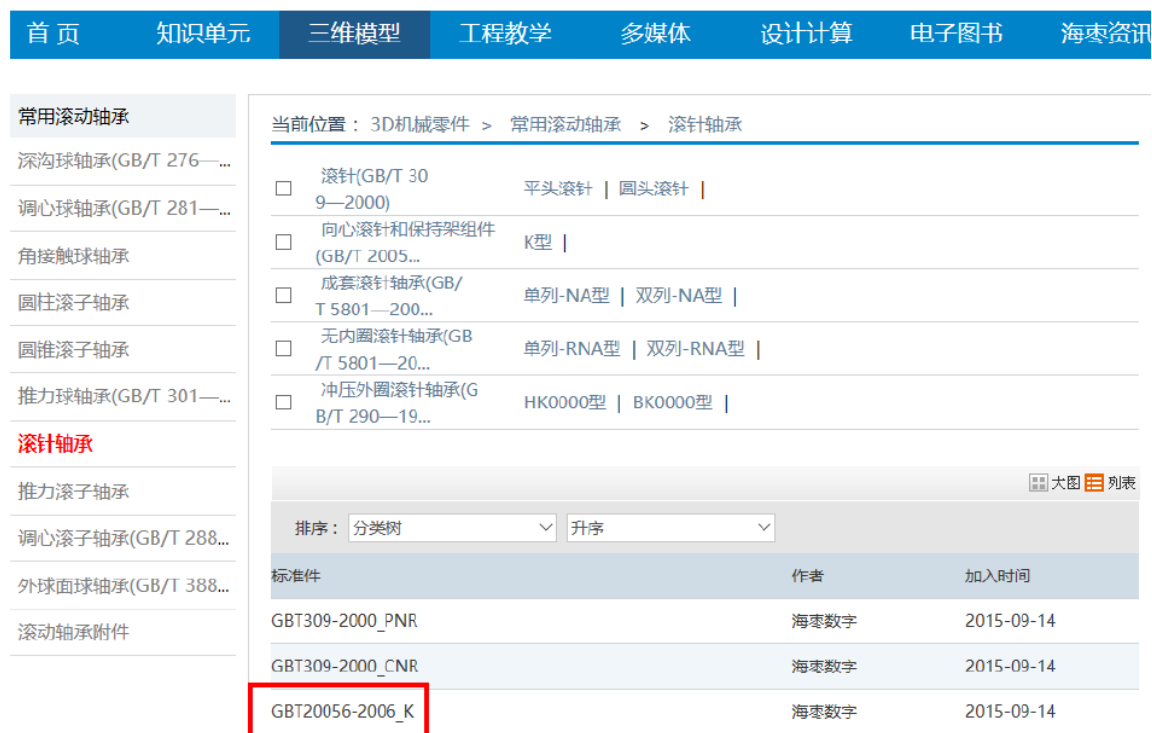 首 页 知识单元 三维模型 工程教学 多媒体 设计计算 电子图书 海枣资讯
常用滚动轴承
深沟球轴承(GB/T 276—...
调心球轴承(GB/T 281—...
角接触球轴承
圆柱滚子轴承
圆锥滚子轴承
推力球轴承(GB/T 301—...
滚针轴承
推力滚子轴承
调心滚子轴承(GB/T 288...
外球面球轴承(GB/T 388...
滚动轴承附件
当前位置： 3D机械零件 > 常用滚动轴承 > 滚针轴承
滚针(GB/T 30
9—2000)
平头滚针 | 圆头滚针 |
向心滚针和保持架组件
(GB/T 2005...
K型 |
成套滚针轴承(GB/
T 5801—200...
单列-NA型 | 双列-NA型 |
无内圈滚针轴承(GB
/T 5801—20...
单列-RNA型 | 双列-RNA型 |
冲压外圈滚针轴承(G
B/T 290—19...
HK0000型 | BK0000型 |
大图 列表
排序： 分类树 升序
标准件 作者 加入时间
GBT309-2000_PNR 海枣数字 2015-09-14
GBT309-2000_CNR 海枣数字 2015-09-14
GBT20056-2006_K 海枣数字 2015-09-14